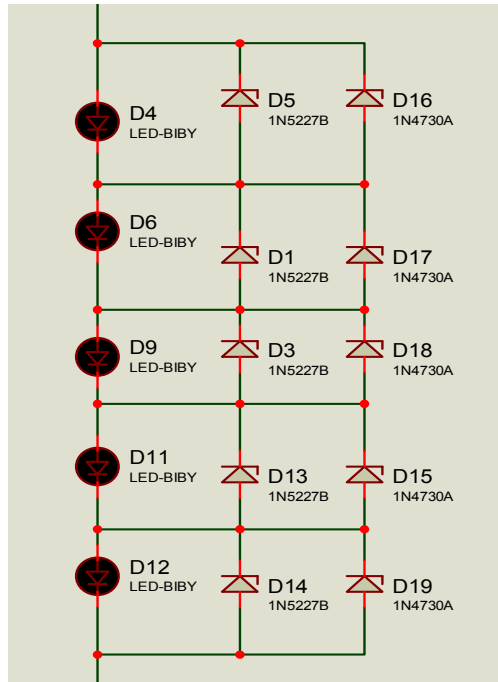 D4
LED-BIBY
D5
1N5227B
D16
1N4730A
D6
LED-BIBY
D1
1N5227B
D17
1N4730A
D9
LED-BIBY
D3
1N5227B
D18
1N4730A
D11
LED-BIBY
D13
1N5227B
D15
1N4730A
D12
LED-BIBY
D14
1N5227B
D19
1N4730A